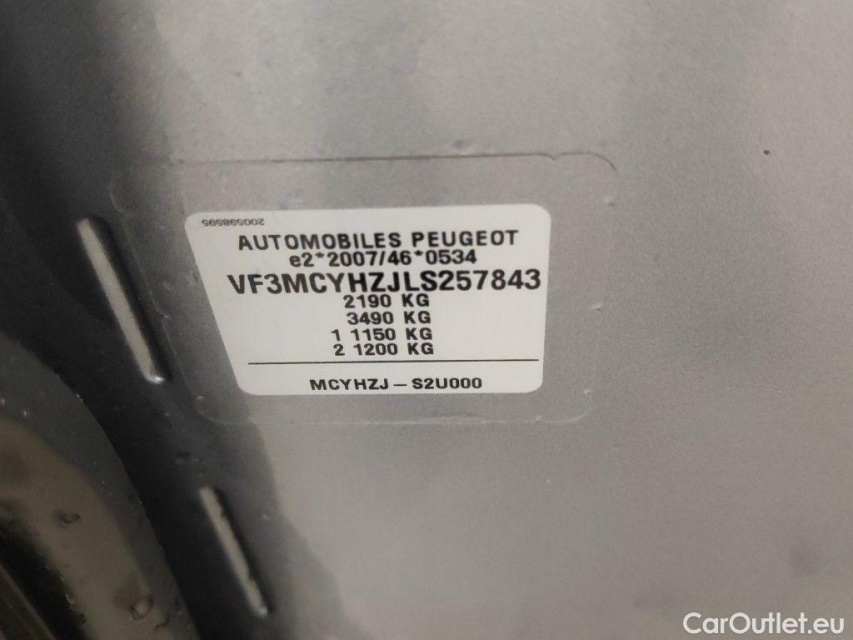 200598595
AUTOMOBILES PEUGEOT
e2*2007/46*0534
VF3MCYHZJLS257843
2190 KG
3490 KG
1 1150 KG
2 1200 KG
MCYHZJ – S2U000
CarOutlet.eu